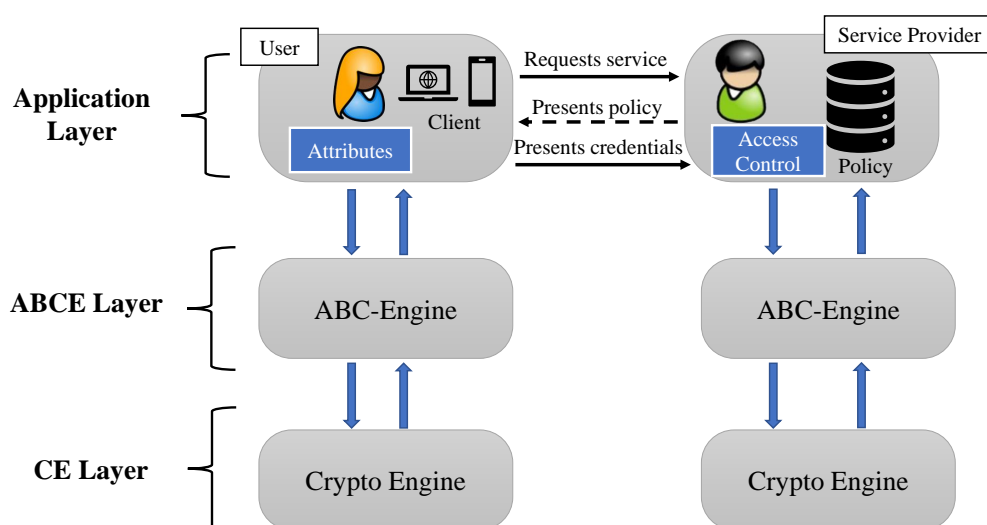 User
Service Provider
Application
Layer
Client
Attributes
Requests service
Presents policy
Presents credentials
Access
Control
Policy
ABCE Layer
ABC-Engine
ABC-Engine
CE Layer
Crypto Engine
Crypto Engine